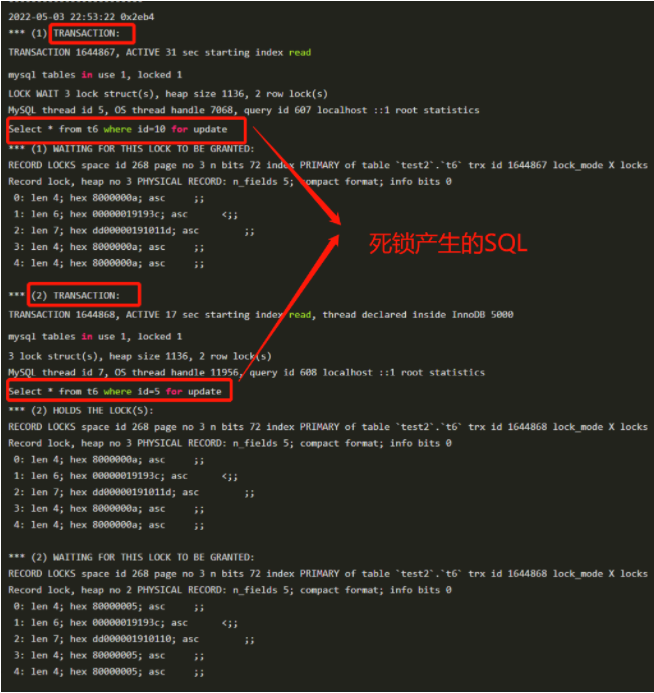 2022-05-03 22:53:22 0x2eb4
*** (1) TRANSACTION:
TRANSACTION 1644867, ACTIVE 31 sec starting index read
mysql tables in use 1, locked 1
LOCK WAIT 3 lock struct(s), heap size 1136, 2 row lock(s)
MySQL thread id 5, OS thread handle 7068, query id 607 localhost ::1 root statistics
Select * from t6 where id=10 for update
*** (1) WAITING FOR THIS LOCK TO BE GRANTED:
RECORD LOCKS space id 268 page no 3 n bits 72 index PRIMARY of table `test2`.`t6` trx id 1644867 lock_mode X locks
Record lock, heap no 3 PHYSICAL RECORD: n_fields 5; compact format; info bits 0
0: len 4; hex 8000000a; asc ;;
1: len 6; hex 00000019193c; asc <;;
2: len 7; hex dd00000191011d; asc ;;
3: len 4; hex 8000000a; asc ;;
4: len 4; hex 8000000a; asc ;;
死锁产生的SQL
*** (2) TRANSACTION:
TRANSACTION 1644868, ACTIVE 17 sec starting index read, thread declared inside InnoDB 5000
mysql tables in use 1, locked 1
3 lock struct(s), heap size 1136, 2 row lock(s)
MySQL thread id 7, OS thread handle 11956, query id 608 localhost ::1 root statistics
Select * from t6 where id=5 for update
*** (2) HOLDS THE LOCK(S):
RECORD LOCKS space id 268 page no 3 n bits 72 index PRIMARY of table `test2`.`t6` trx id 1644868 lock_mode X locks
Record lock, heap no 3 PHYSICAL RECORD: n_fields 5; compact format; info bits 0
0: len 4; hex 8000000a; asc ;;
1: len 6; hex 00000019193c; asc <;;
2: len 7; hex dd00000191011d; asc ;;
3: len 4; hex 8000000a; asc ;;
4: len 4; hex 8000000a; asc ;;
*** (2) WAITING FOR THIS LOCK TO BE GRANTED:
RECORD LOCKS space id 268 page no 3 n bits 72 index PRIMARY of table `test2`.`t6` trx id 1644868 lock_mode X locks
Record lock, heap no 2 PHYSICAL RECORD: n_fields 5; compact format; info bits 0
0: len 4; hex 80000005; asc ;;
1: len 6; hex 00000019193c; asc <;;
2: len 7; hex dd000001910110; asc ;;
3: len 4; hex 80000005; asc ;;
4: len 4; hex 80000005; asc ;;